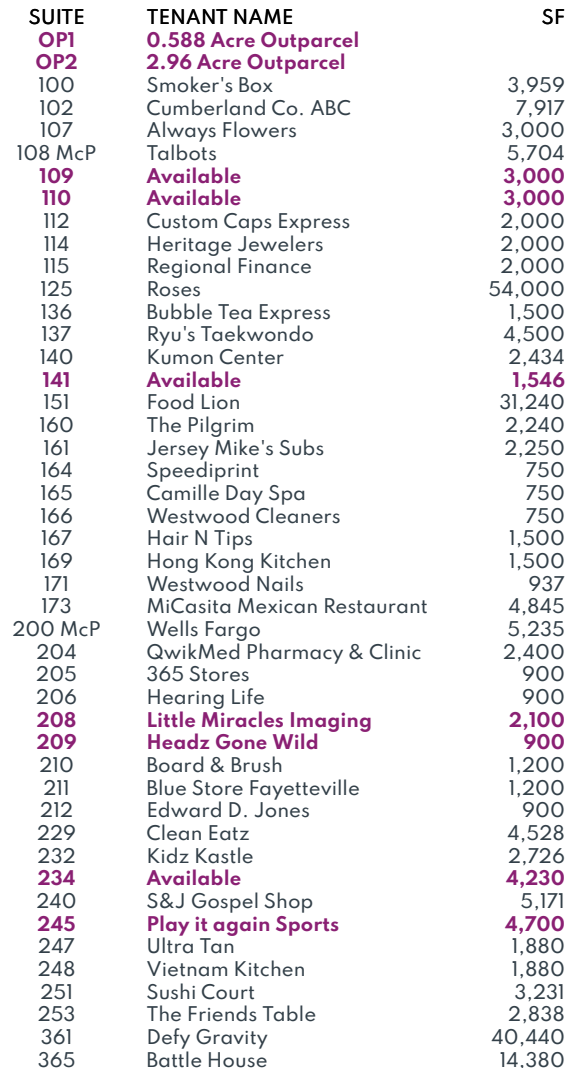 SUITE TENANT NAME SF
OP1 0.588 Acre Outparcel
OP2 2.96 Acre Outparcel
100 Smoker's Box 3,959
102 Cumberland Co. ABC 7,917
107 Always Flowers 3,000
108 McP Talbots 5,704
109 Available 3,000
110 Available 3,000
112 Custom Caps Express 2,000
114 Heritage Jewelers 2,000
115 Regional Finance 2,000
125 Roses 54,000
136 Bubble Tea Express 1,500
137 Ryu's Taekwondo 4,500
140 Kumon Center 2,434
141 Available 1,546
151 Food Lion 31,240
160 The Pilgrim 2,240
161 Jersey Mike's Subs 2,250
164 Speediprint 750
165 Camille Day Spa 750
166 Westwood Cleaners 750
167 Hair N Tips 1,500
169 Hong Kong Kitchen 1,500
171 Westwood Nails 937
173 MiCasita Mexican Restaurant 4,845
200 McP Wells Fargo 5,235
204 QwikMed Pharmacy & Clinic 2,400
205 365 Stores 900
206 Hearing Life 900
208 Little Miracles Imaging 2,100
209 Headz Gone Wild 900
210 Board & Brush 1,200
211 Blue Store Fayetteville 1,200
212 Edward D. Jones 900
229 Clean Eatz 4,528
232 Kidz Kastle 2,726
234 Available 4,230
240 S&J Gospel Shop 5,171
245 Play it again Sports 4,700
247 Ultra Tan 1,880
248 Vietnam Kitchen 1,880
251 Sushi Court 3,231
253 The Friends Table 2,838
361 Defy Gravity 40,440
365 Battle House 14,380